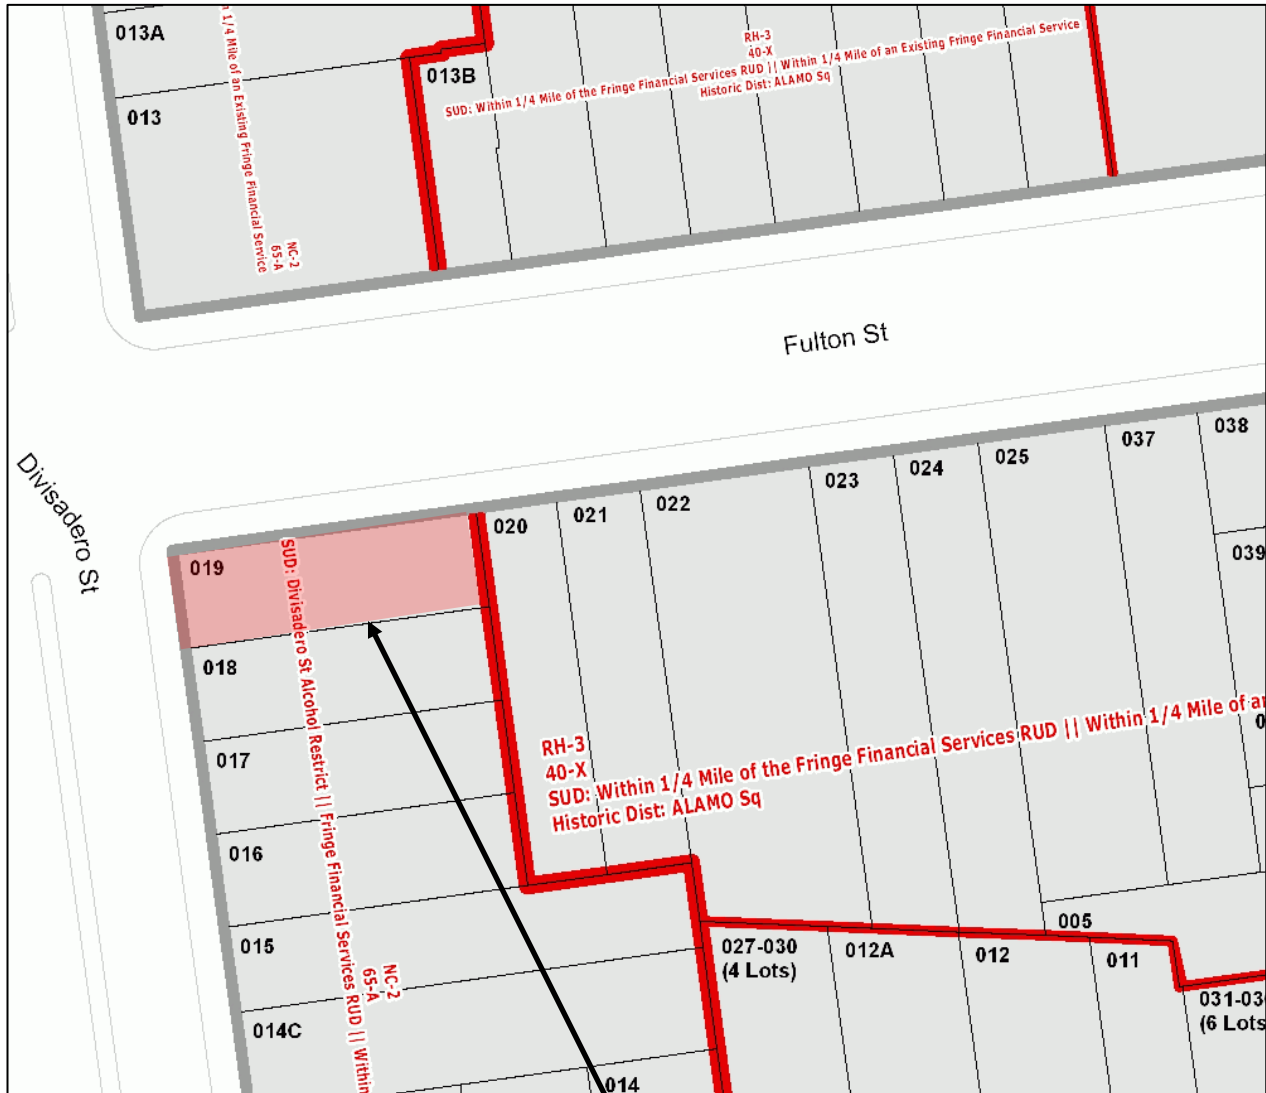 013A
013
n 1/4 Mile of an Existing Fringe Financial Service
NC-2
65-A
013B
RH-3
40-X
SUD: Within 1/4 Mile of the Fringe Financial Services RUD || Within 1/4 Mile of an Existing Fringe Financial Service
Historic Dist: ALAMO Sq
Fulton St
Divisadero St
019
020
021
022
023
024
025
037
038
039
018
017
016
015
014C
014
SUD: Divisadero St Alcohol Restrict || Fringe Financial Services RUD || Within
NC-2
65-A
RH-3
40-X
SUD: Within 1/4 Mile of the Fringe Financial Services RUD || Within 1/4 Mile of an
Historic Dist: ALAMO Sq
0
005
027-030
(4 Lots)
012A
012
011
031-03
(6 Lots